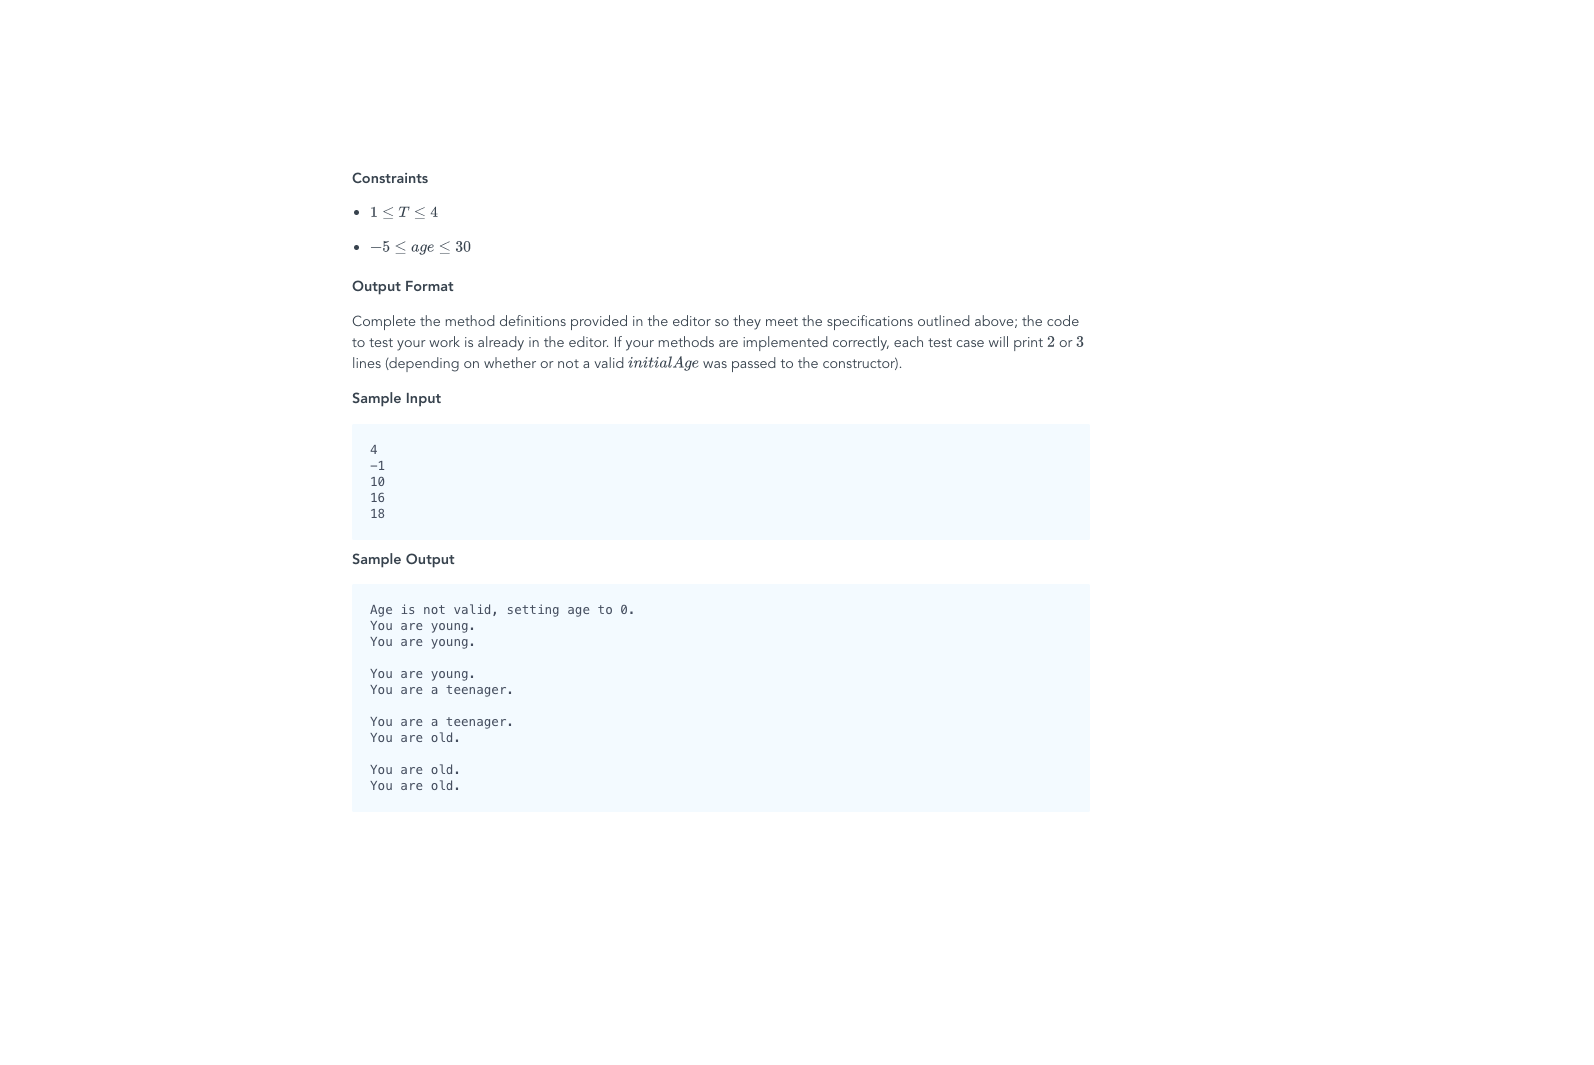 Constraints
• 1 ≤ T ≤ 4
• −5 ≤ age ≤ 30
Output Format
Complete the method definitions provided in the editor so they meet the specifications outlined above; the code
to test your work is already in the editor. If your methods are implemented correctly, each test case will print 2 or 3
lines (depending on whether or not a valid initialAge was passed to the constructor).
Sample Input
4
-1
10
16
18
Sample Output
Age is not valid, setting age to 0.
You are young.
You are young.

You are young.
You are a teenager.

You are a teenager.
You are old.

You are old.
You are old.